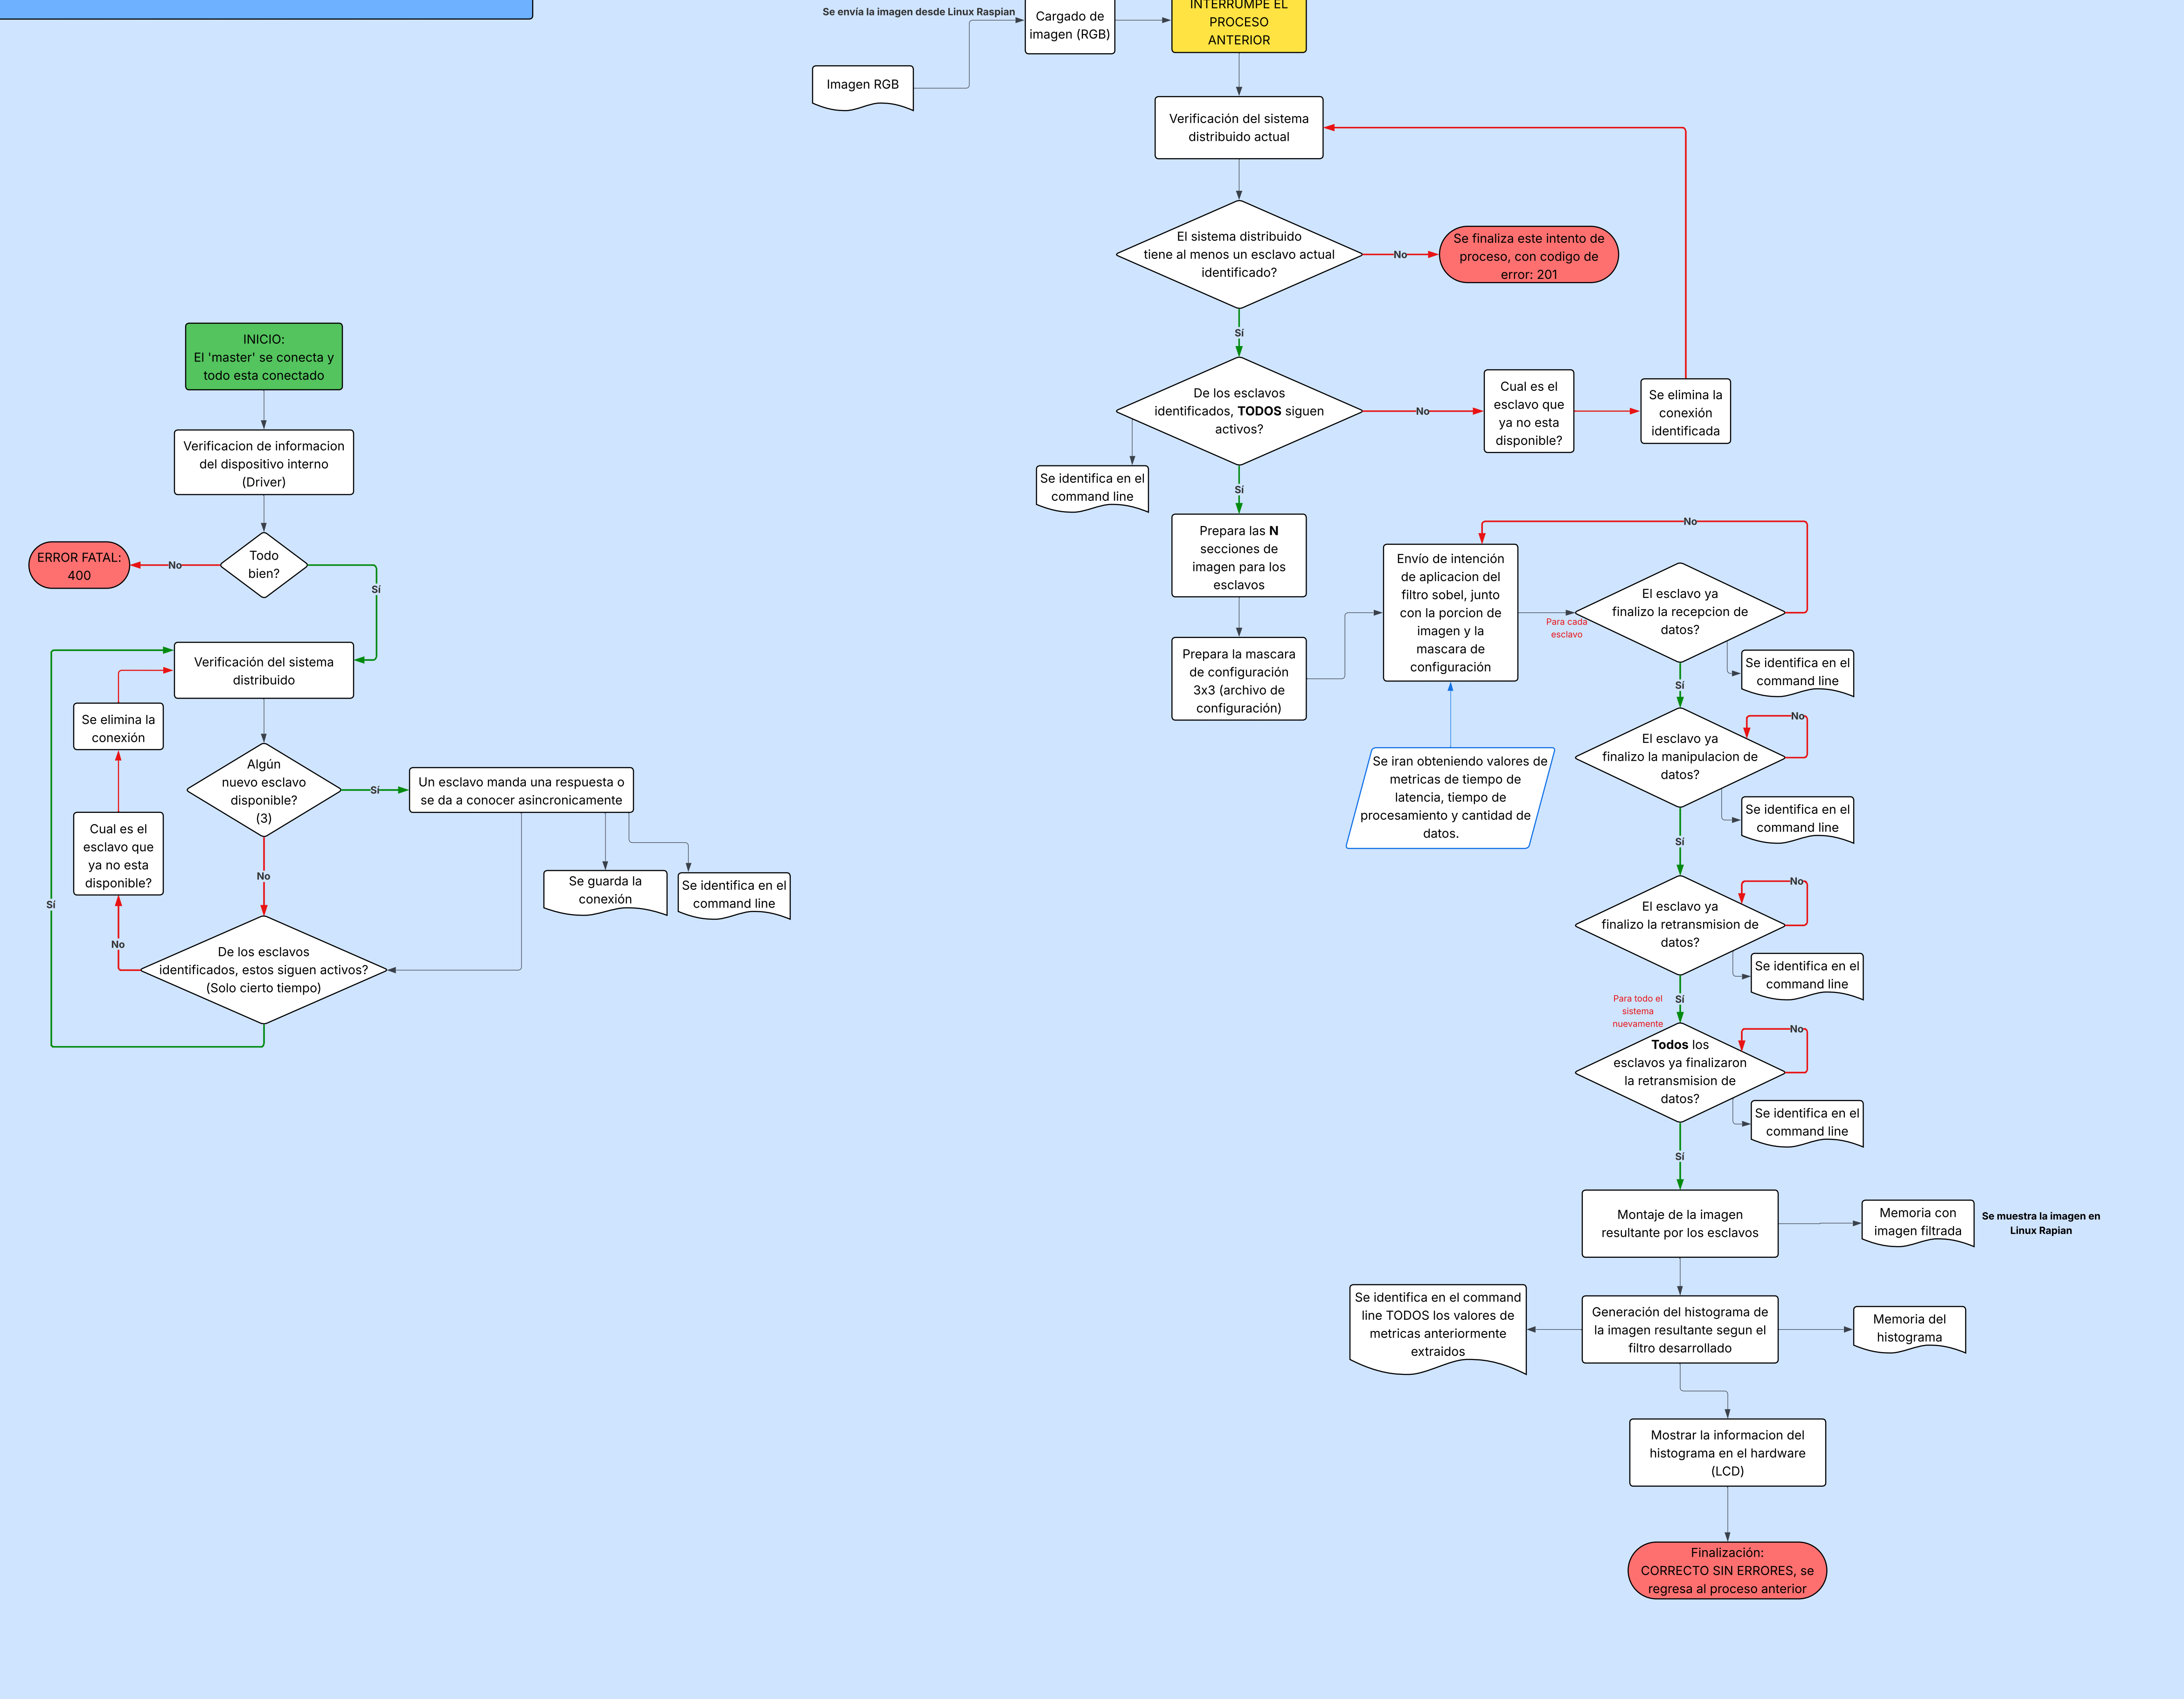 Se envía la imagen desde Linux Raspian
Cargado de
imagen (RGB)
INTERRUMPE EL
PROCESO
ANTERIOR
Imagen RGB
Verificación del sistema
distribuido actual
El sistema distribuido
tiene al menos un esclavo actual
identificado?
No
Se finaliza este intento de
proceso, con codigo de
error: 201
Sí
De los esclavos
identificados, TODOS siguen
activos?
No
Cual es el
esclavo que
ya no esta
disponible?
Se elimina la
conexión
identificada
Se identifica en el
command line
Sí
Prepara las N
secciones de
imagen para los
esclavos
Prepara la mascara
de configuración
3x3 (archivo de
configuración)
Envío de intención
de aplicacion del
filtro sobel, junto
con la porcion de
imagen y la
mascara de
configuración
Se iran obteniendo valores de
metricas de tiempo de
latencia, tiempo de
procesamiento y cantidad de
datos.
Para cada
esclavo
No
El esclavo ya
finalizo la recepcion de
datos?
Se identifica en el
command line
Sí
El esclavo ya
finalizo la manipulacion de
datos?
No
Se identifica en el
command line
Sí
El esclavo ya
finalizo la retransmision de
datos?
No
Se identifica en el
command line
Para todo el
sistema
nuevamente
Sí
Todos los
esclavos ya finalizaron
la retransmision de
datos?
No
Se identifica en el
command line
Sí
Montaje de la imagen
resultante por los esclavos
Memoria con
imagen filtrada
Se muestra la imagen en
Linux Rapian
Generación del histograma de
la imagen resultante segun el
filtro desarrollado
Se identifica en el command
line TODOS los valores de
metricas anteriormente
extraidos
Memoria del
histograma
Mostrar la informacion del
histograma en el hardware
(LCD)
Finalización:
CORRECTO SIN ERRORES, se
regresa al proceso anterior
INICIO:
El 'master' se conecta y
todo esta conectado
Verificacion de informacion
del dispositivo interno
(Driver)
Todo
bien?
No
ERROR FATAL:
400
Sí
Verificación del sistema
distribuido
Algún
nuevo esclavo
disponible?
(3)
Sí
Un esclavo manda una respuesta o
se da a conocer asincronicamente
Se guarda la
conexión
Se identifica en el
command line
No
De los esclavos
identificados, estos siguen activos?
(Solo cierto tiempo)
No
Cual es el
esclavo que
ya no esta
disponible?
Se elimina la
conexión
Sí